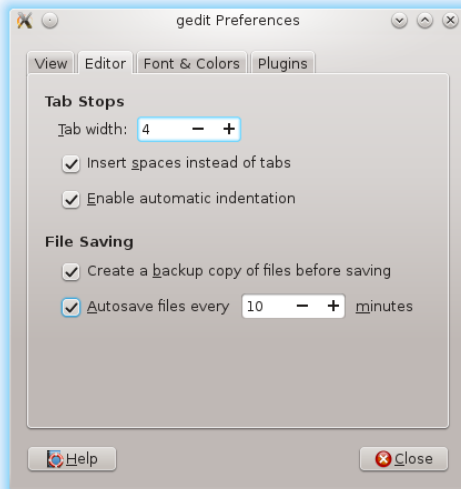 gedit Preferences
View Editor Font & Colors Plugins
Tab Stops
Tab width: 4 − +
Insert spaces instead of tabs
Enable automatic indentation
File Saving
Create a backup copy of files before saving
Autosave files every 10 − + minutes
Help Close